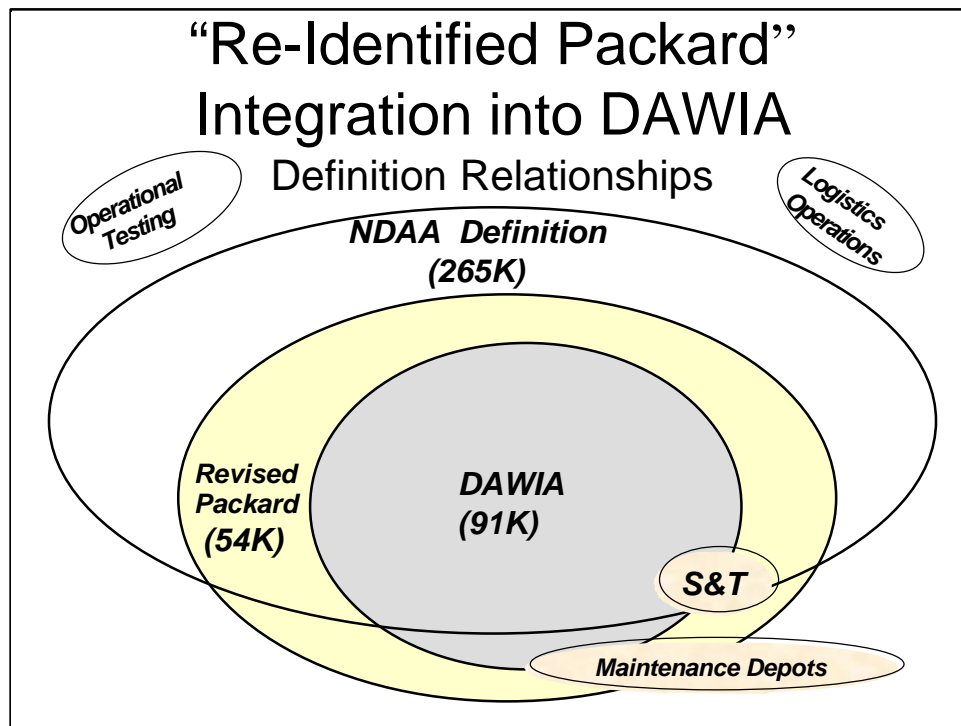 “Re-Identified Packard”
Integration into DAWIA
Definition Relationships
Operational
Testing
Logistics
Operations
NDAA Definition
(265K)
Revised
Packard
(54K)
DAWIA
(91K)
S&T
Maintenance Depots